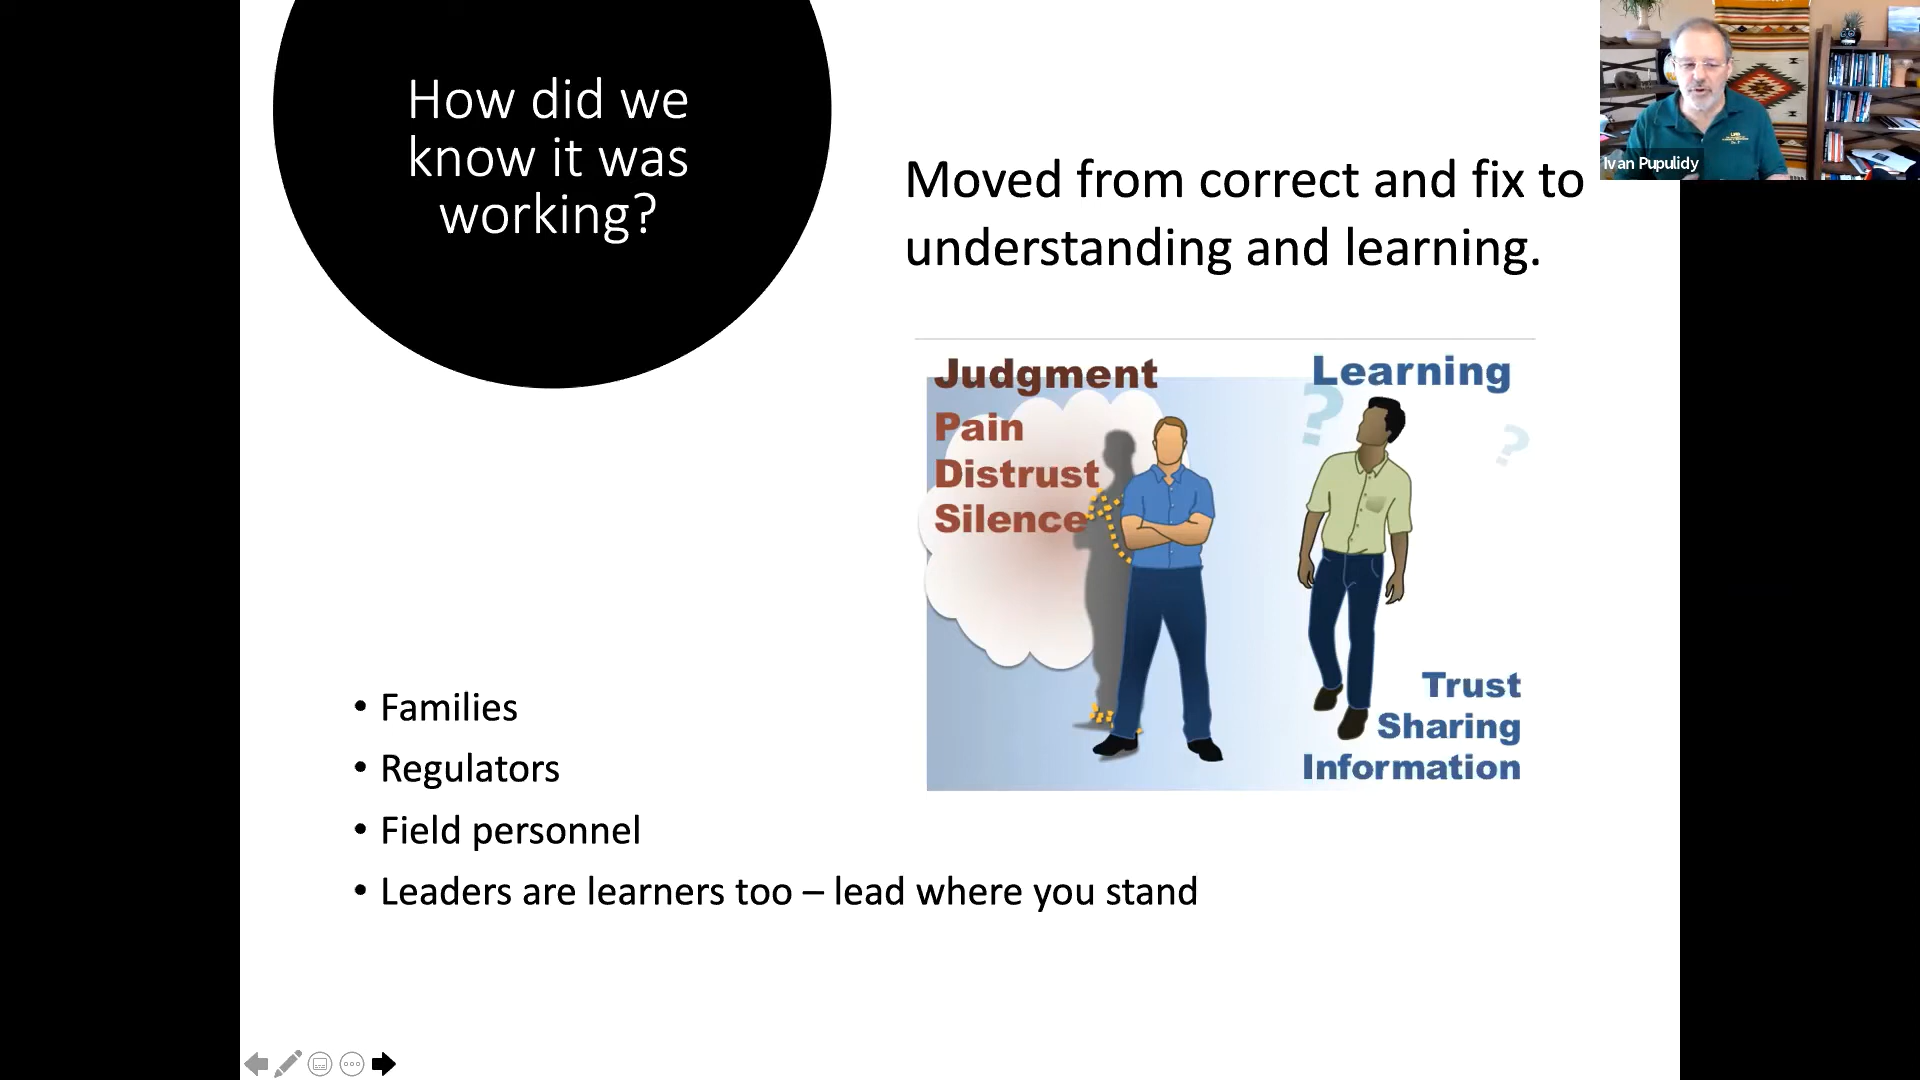 How did we
know it was
working?
Moved from correct and fix to
understanding and learning.
Judgment
Pain
Distrust
Silence
Learning
?
?
Trust
Sharing
Information
• Families
• Regulators
• Field personnel
• Leaders are learners too – lead where you stand
Ivan Pupulidy